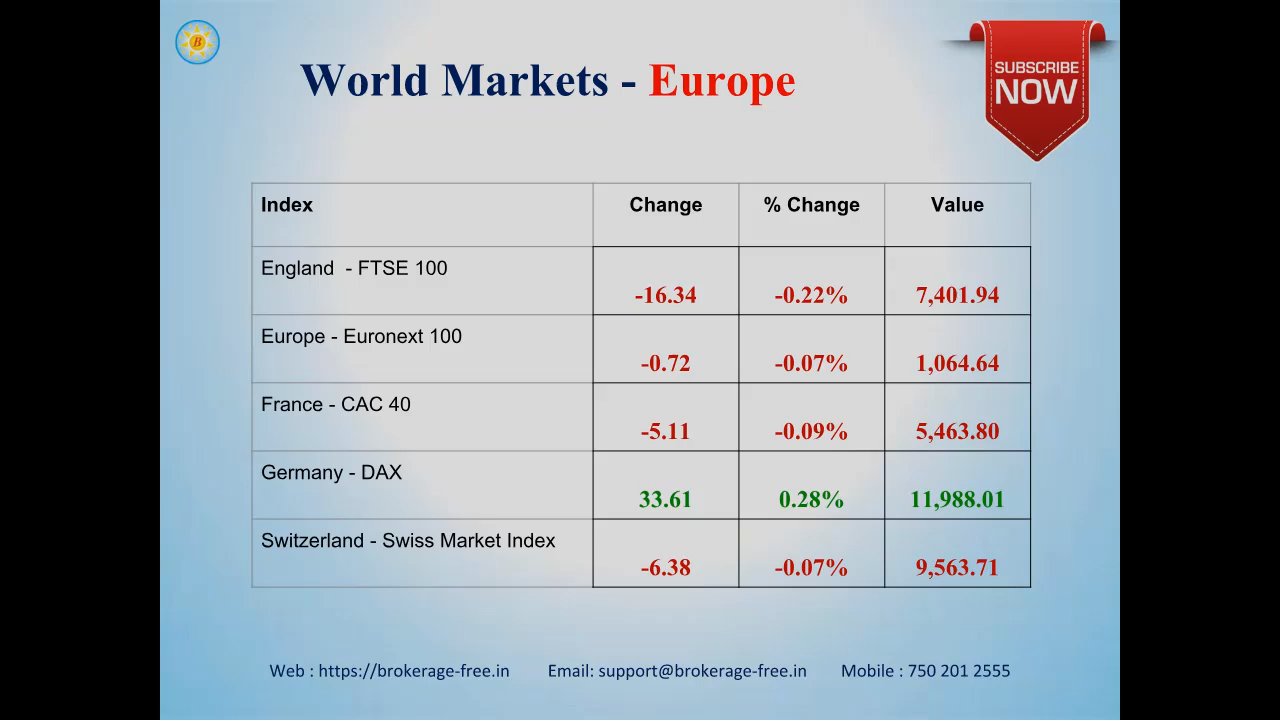 B
World Markets - Europe
SUBSCRIBE
NOW
Index Change % Change Value
England - FTSE 100 -16.34 -0.22% 7,401.94
Europe - Euronext 100 -0.72 -0.07% 1,064.64
France - CAC 40 -5.11 -0.09% 5,463.80
Germany - DAX 33.61 0.28% 11,988.01
Switzerland - Swiss Market Index -6.38 -0.07% 9,563.71
Web : https://brokerage-free.in Email: support@brokerage-free.in Mobile : 750 201 2555